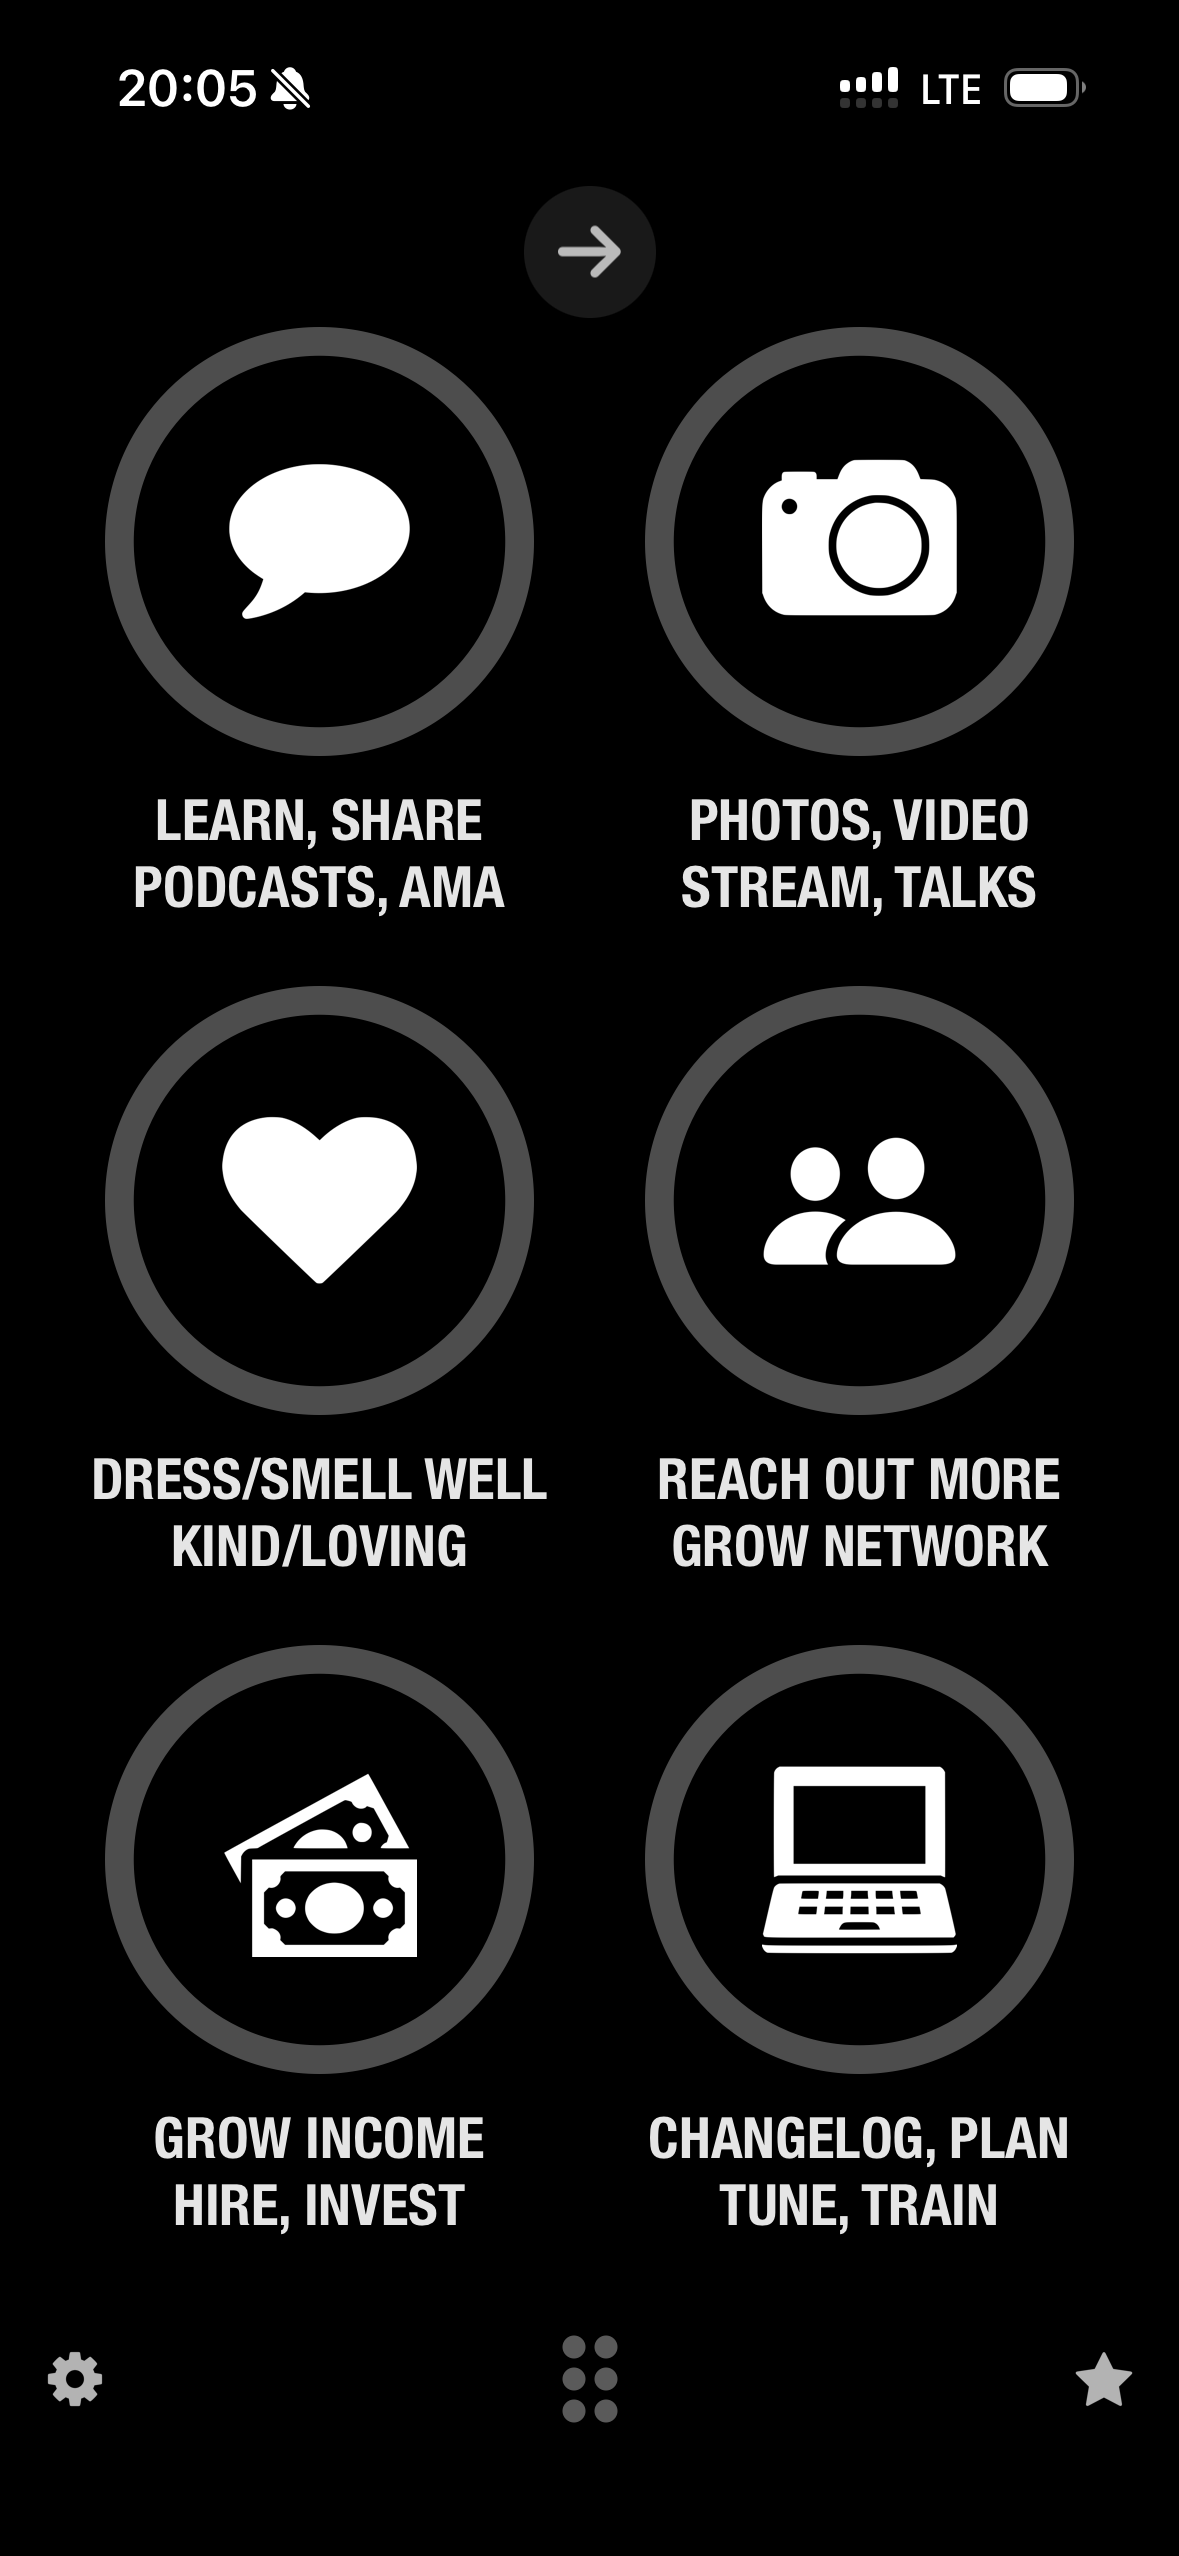 20:05 LTE
LEARN, SHARE
PODCASTS, AMA
PHOTOS, VIDEO
STREAM, TALKS
DRESS/SMELL WELL
KIND/LOVING
REACH OUT MORE
GROW NETWORK
GROW INCOME
HIRE, INVEST
CHANGELOG, PLAN
TUNE, TRAIN